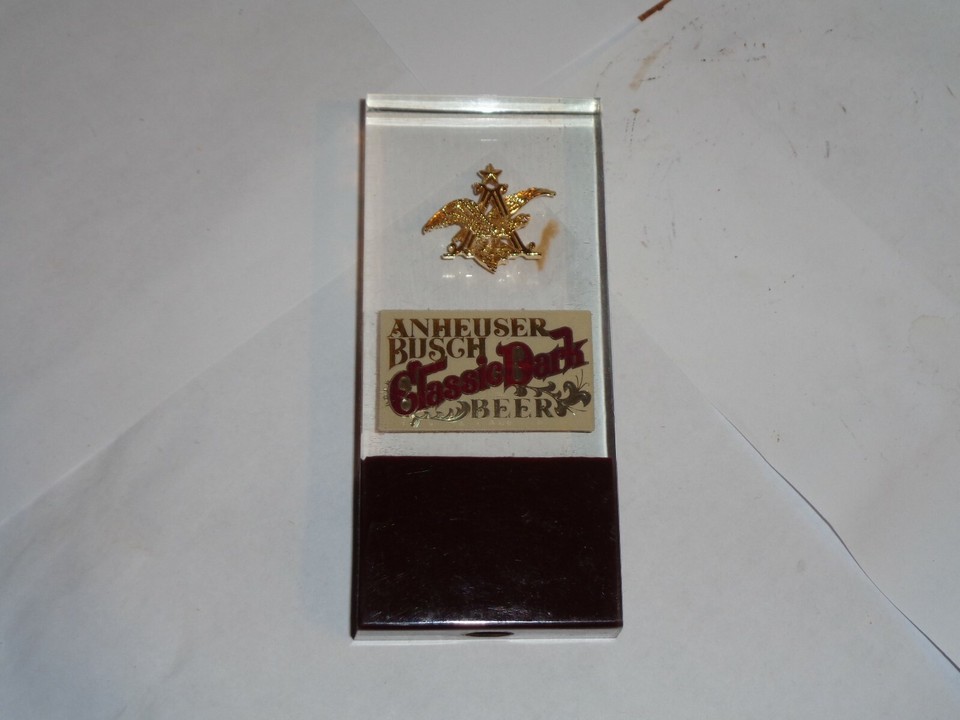 ANHEUSER
BUSCH
Classic Dark
BEER